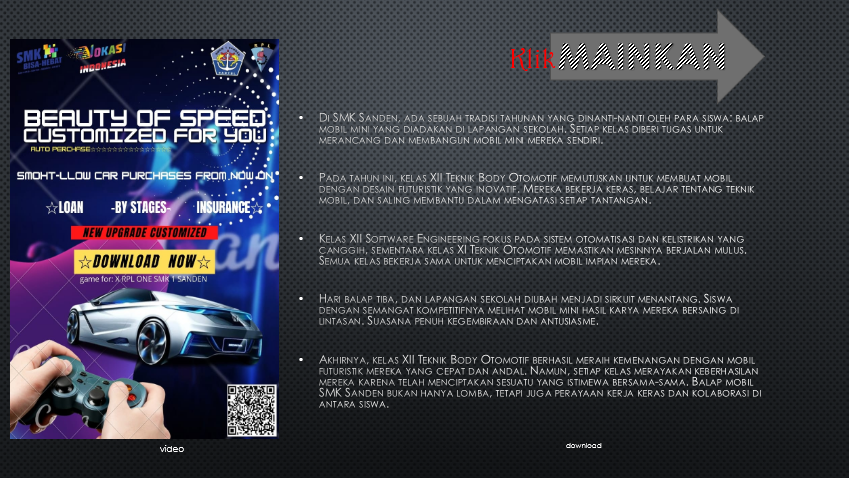 SMK BISA-HEBAT
VOKASI INDONESIA
BEAUTY OF SPEED
CUSTOMIZED FOR YOU
AUTO PERCHASE☆☆☆☆☆☆☆☆☆☆☆☆☆
SMOHT-LLOW CAR PURCHASES FROM NOW ON
☆LOAN -BY STAGES- INSURANCE☆
NEW UPGRADE CUSTOMIZED
☆DOWNLOAD NOW☆
game for: X RPL ONE SMK 1 SANDEN
video
KlikMAINKAN
• Di SMK Sanden, ada sebuah tradisi tahunan yang dinanti-nanti oleh para siswa: balap
mobil mini yang diadakan di lapangan sekolah. Setiap kelas diberi tugas untuk
merancang dan membangun mobil mini mereka sendiri.
• Pada tahun ini, kelas XII Teknik Body Otomotif memutuskan untuk membuat mobil
dengan desain futuristik yang inovatif. Mereka bekerja keras, belajar tentang teknik
mobil, dan saling membantu dalam mengatasi setiap tantangan.
• Kelas XII Software Engineering fokus pada sistem otomatisasi dan kelistrikan yang
canggih, sementara kelas XI Teknik Otomotif memastikan mesinnya berjalan mulus.
Semua kelas bekerja sama untuk menciptakan mobil impian mereka.
• Hari balap tiba, dan lapangan sekolah diubah menjadi sirkuit menantang. Siswa
dengan semangat kompetitifnya melihat mobil mini hasil karya mereka bersaing di
lintasan. Suasana penuh kegembiraan dan antusiasme.
• Akhirnya, kelas XII Teknik Body Otomotif berhasil meraih kemenangan dengan mobil
futuristik mereka yang cepat dan andal. Namun, setiap kelas merayakan keberhasilan
mereka karena telah menciptakan sesuatu yang istimewa bersama-sama. Balap mobil
SMK Sanden bukan hanya lomba, tetapi juga perayaan kerja keras dan kolaborasi di
antara siswa.
download